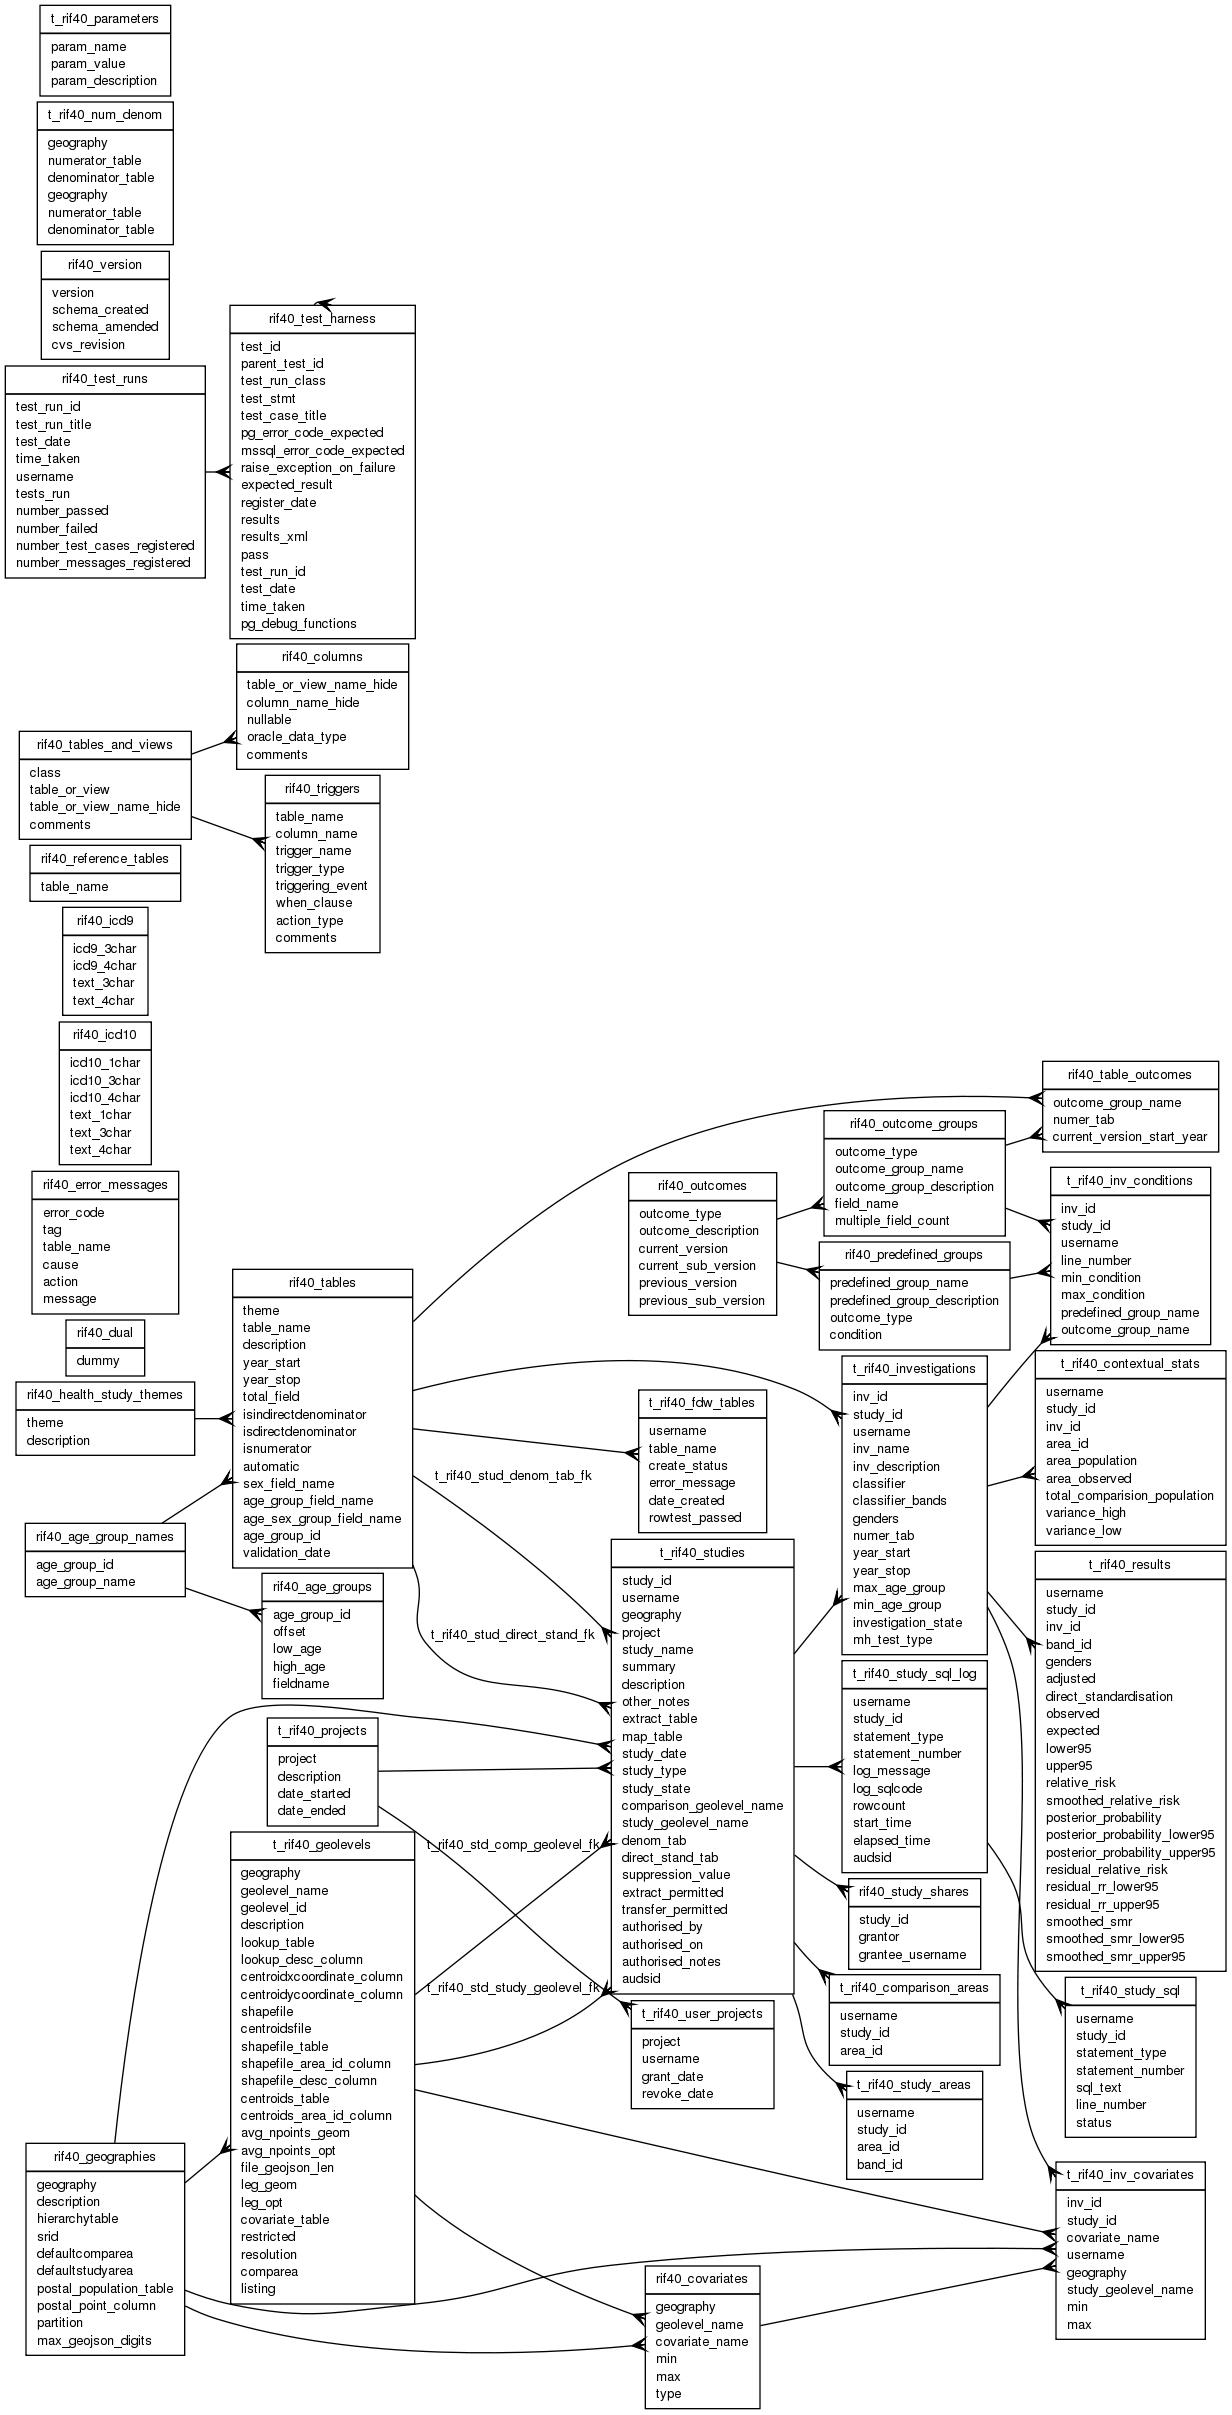 t_rif40_parameters
param_name
param_value
param_description
t_rif40_num_denom
geography
numerator_table
denominator_table
geography
numerator_table
denominator_table
rif40_version
version
schema_created
schema_amended
cvs_revision
rif40_test_runs
test_run_id
test_run_title
test_date
time_taken
username
tests_run
number_passed
number_failed
number_test_cases_registered
number_messages_registered
rif40_test_harness
test_id
parent_test_id
test_run_class
test_stmt
test_case_title
pg_error_code_expected
mssql_error_code_expected
raise_exception_on_failure
expected_result
register_date
results
results_xml
pass
test_run_id
test_date
time_taken
pg_debug_functions
rif40_columns
table_or_view_name_hide
column_name_hide
nullable
oracle_data_type
comments
rif40_tables_and_views
class
table_or_view
table_or_view_name_hide
comments
rif40_triggers
table_name
column_name
trigger_name
trigger_type
triggering_event
when_clause
action_type
comments
rif40_reference_tables
table_name
rif40_icd9
icd9_3char
icd9_4char
text_3char
text_4char
rif40_icd10
icd10_1char
icd10_3char
icd10_4char
text_1char
text_3char
text_4char
rif40_error_messages
error_code
tag
table_name
cause
action
message
rif40_dual
dummy
rif40_health_study_themes
theme
description
rif40_age_group_names
age_group_id
age_group_name
rif40_tables
theme
table_name
description
year_start
year_stop
total_field
isindirectdenominator
isdirectdenominator
isnumerator
automatic
sex_field_name
age_group_field_name
age_sex_group_field_name
age_group_id
validation_date
rif40_age_groups
age_group_id
offset
low_age
high_age
fieldname
t_rif40_projects
project
description
date_started
date_ended
t_rif40_geolevels
geography
geolevel_name
geolevel_id
description
lookup_table
lookup_desc_column
centroidxcoordinate_column
centroidycoordinate_column
shapefile
centroidsfile
shapefile_table
shapefile_area_id_column
shapefile_desc_column
centroids_table
centroids_area_id_column
avg_npoints_geom
avg_npoints_opt
file_geojson_len
leg_geom
leg_opt
covariate_table
restricted
resolution
comparea
listing
rif40_geographies
geography
description
hierarchytable
srid
defaultcomparea
defaultstudyarea
postal_population_table
postal_point_column
partition
max_geojson_digits
t_rif40_stud_denom_tab_fk
t_rif40_stud_direct_stand_fk
t_rif40_std_comp_geolevel_fk
t_rif40_std_study_geolevel_fk
rif40_outcomes
outcome_type
outcome_description
current_version
current_sub_version
previous_version
previous_sub_version
t_rif40_fdw_tables
username
table_name
create_status
error_message
date_created
rowtest_passed
t_rif40_studies
study_id
username
geography
project
study_name
summary
description
other_notes
extract_table
map_table
study_date
study_type
study_state
comparison_geolevel_name
study_geolevel_name
denom_tab
direct_stand_tab
suppression_value
extract_permitted
transfer_permitted
authorised_by
authorised_on
authorised_notes
audsid
t_rif40_user_projects
project
username
grant_date
revoke_date
rif40_covariates
geography
geolevel_name
covariate_name
min
max
type
rif40_outcome_groups
outcome_type
outcome_group_name
outcome_group_description
field_name
multiple_field_count
rif40_predefined_groups
predefined_group_name
predefined_group_description
outcome_type
condition
t_rif40_investigations
inv_id
study_id
username
inv_name
inv_description
classifier
classifier_bands
genders
numer_tab
year_start
year_stop
max_age_group
min_age_group
investigation_state
mh_test_type
t_rif40_study_sql_log
username
study_id
statement_type
statement_number
log_message
log_sqlcode
rowcount
start_time
elapsed_time
audsid
rif40_study_shares
study_id
grantor
grantee_username
t_rif40_comparison_areas
username
study_id
area_id
t_rif40_study_areas
username
study_id
area_id
band_id
rif40_table_outcomes
outcome_group_name
numer_tab
current_version_start_year
t_rif40_inv_conditions
inv_id
study_id
username
line_number
min_condition
max_condition
predefined_group_name
outcome_group_name
t_rif40_contextual_stats
username
study_id
inv_id
area_id
area_population
area_observed
total_comparision_population
variance_high
variance_low
t_rif40_results
username
study_id
inv_id
band_id
genders
adjusted
direct_standardisation
observed
expected
lower95
upper95
relative_risk
smoothed_relative_risk
posterior_probability
posterior_probability_lower95
posterior_probability_upper95
residual_relative_risk
residual_rr_lower95
residual_rr_upper95
smoothed_smr
smoothed_smr_lower95
smoothed_smr_upper95
t_rif40_study_sql
username
study_id
statement_type
statement_number
sql_text
line_number
status
t_rif40_inv_covariates
inv_id
study_id
covariate_name
username
geography
study_geolevel_name
min
max